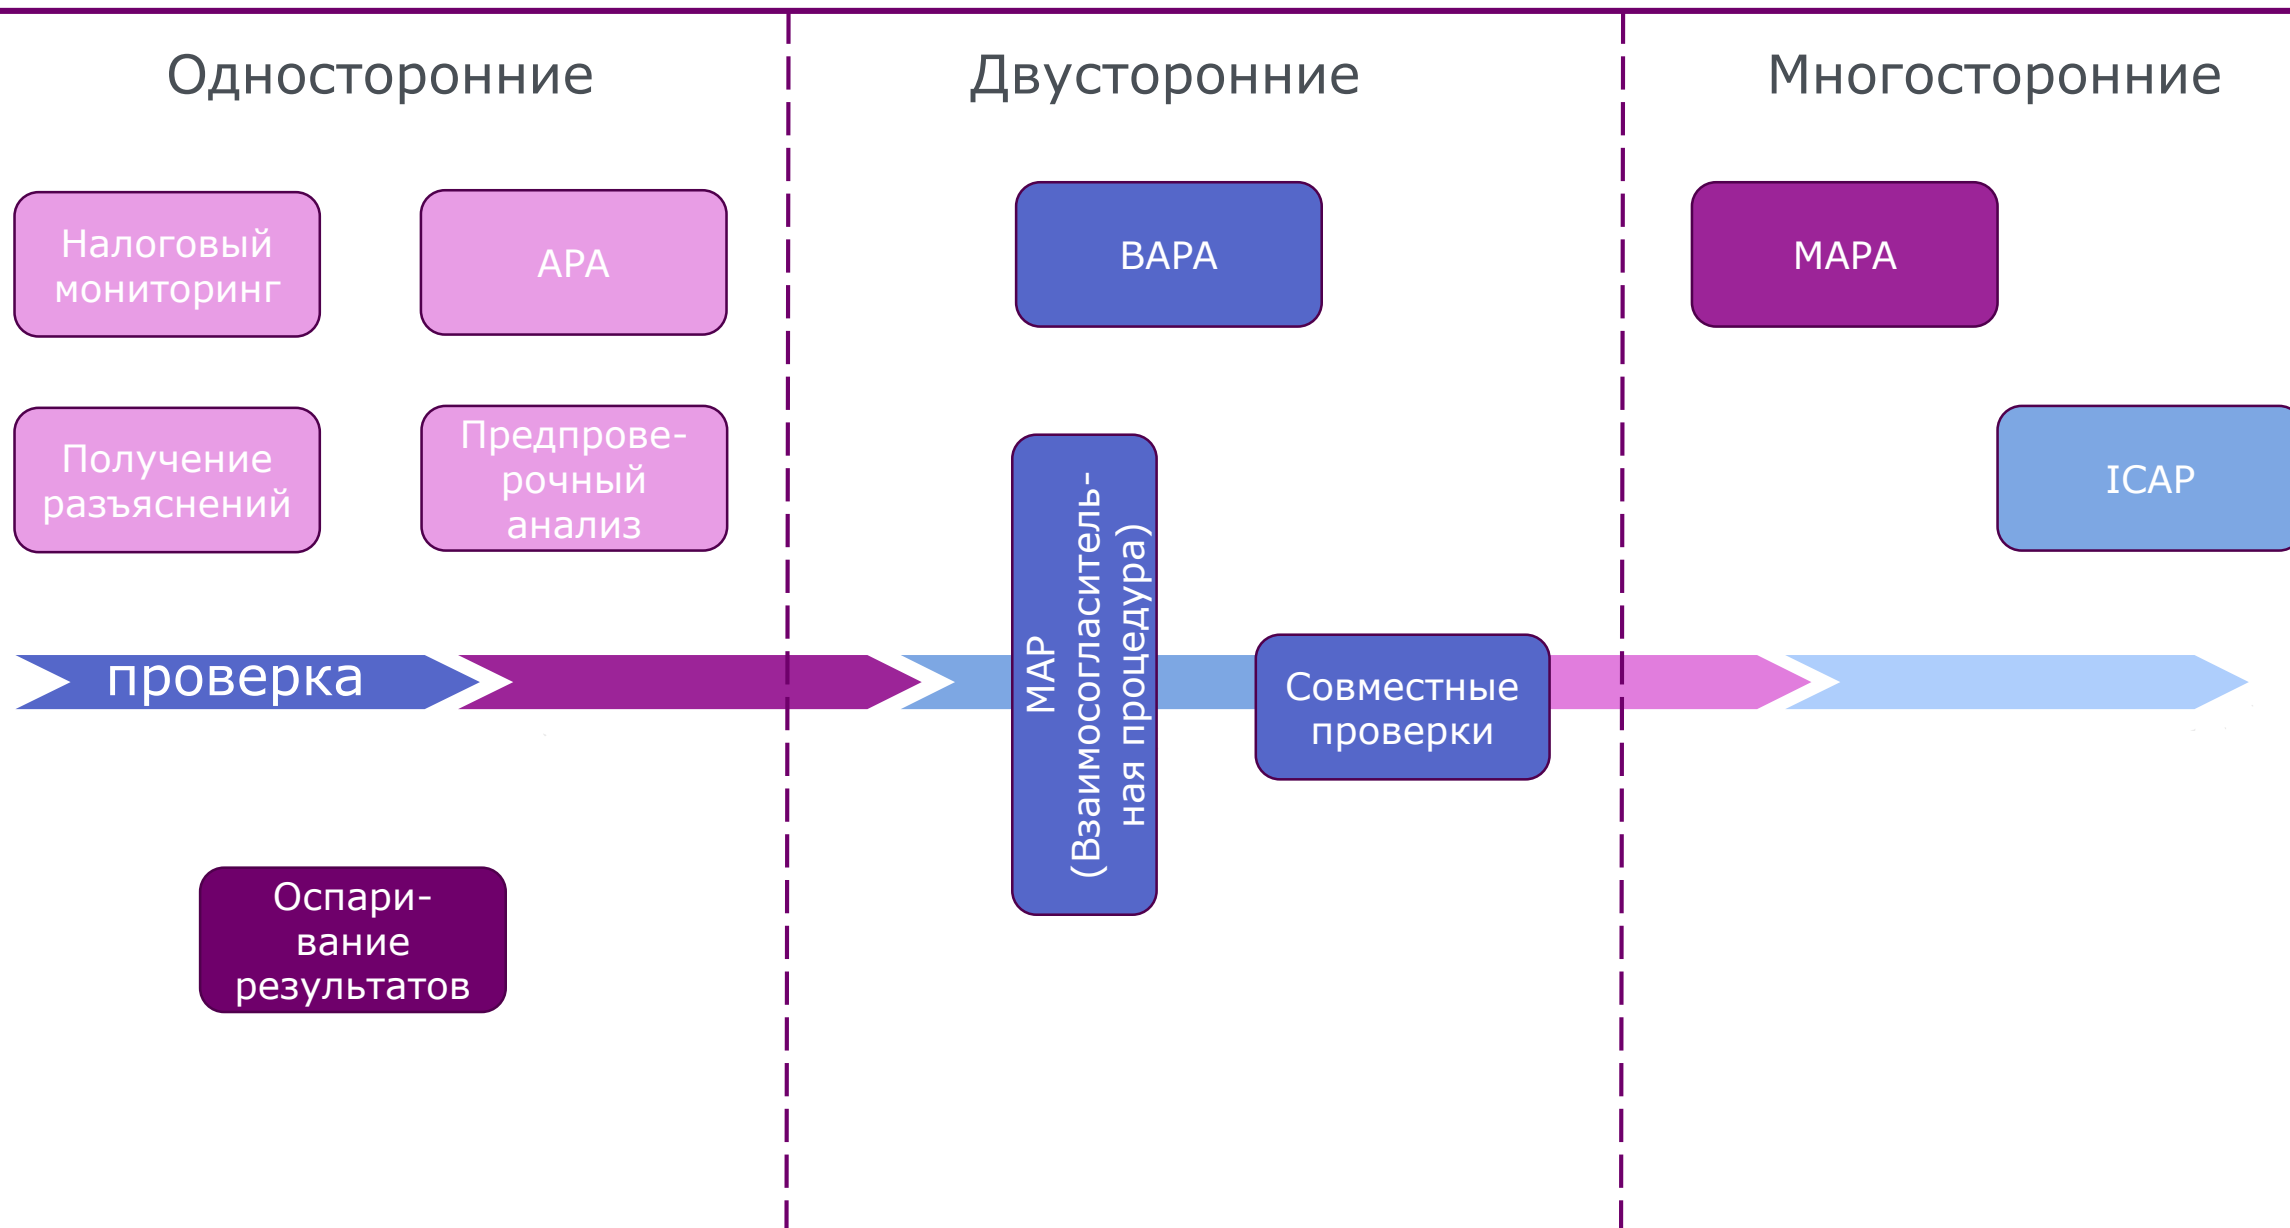 Односторонние
Двусторонние
Многосторонние
Налоговый
мониторинг
APA
BAPA
MAPA
Получение
разъяснений
Предпрове-
рочный
анализ
ICAP
MAP
(Взаимосогласитель-
ная процедура)
проверка
Совместные
проверки
Оспари-
вание
результатов